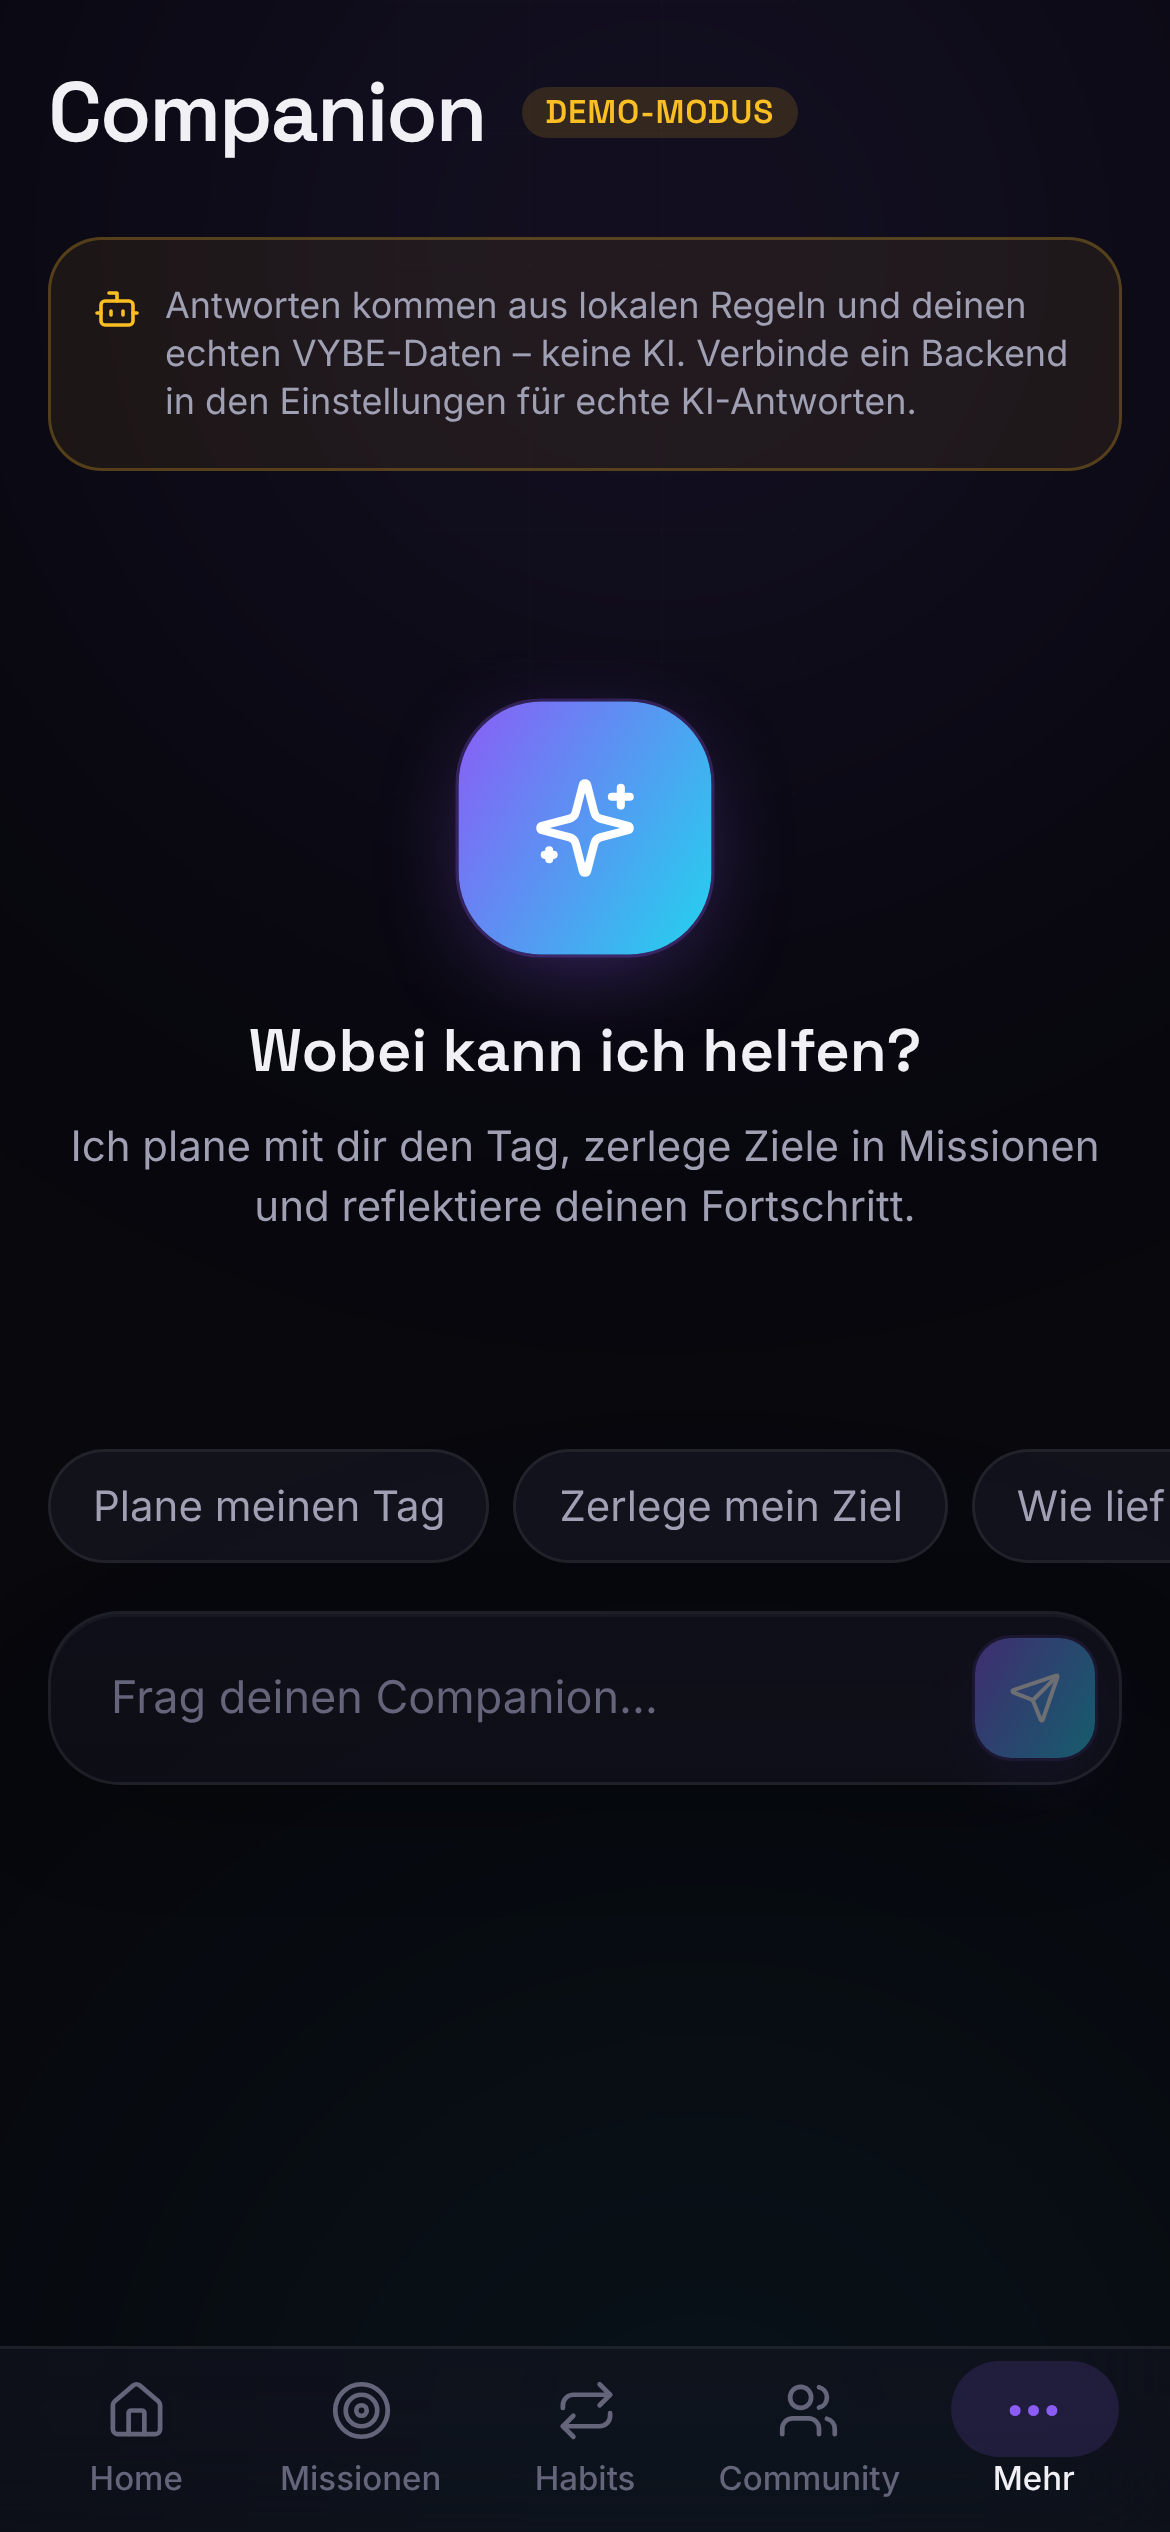 Companion DEMO-MODUS
Antworten kommen aus lokalen Regeln und deinen
echten VYBE-Daten – keine KI. Verbinde ein Backend
in den Einstellungen für echte KI-Antworten.
Wobei kann ich helfen?
Ich plane mit dir den Tag, zerlege Ziele in Missionen
und reflektiere deinen Fortschritt.
Plane meinen Tag Zerlege mein Ziel Wie lief
Frag deinen Companion...
Home Missionen Habits Community Mehr